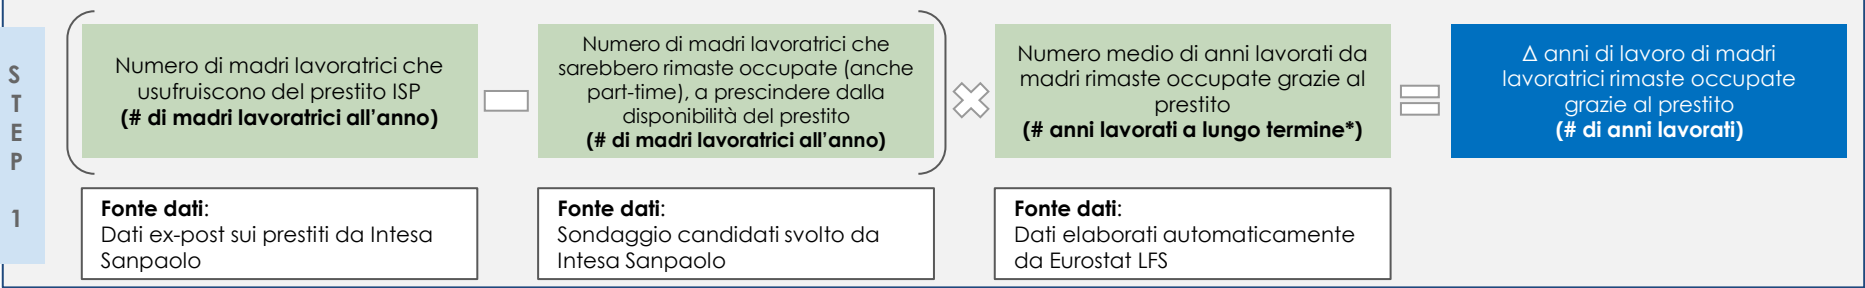 STEP 1
Numero di madri lavoratrici che
usufruiscono del prestito ISP
(# di madri lavoratrici all’anno)
Numero di madri lavoratrici che
sarebbero rimaste occupate (anche
part-time), a prescindere dalla
disponibilità del prestito
(# di madri lavoratrici all’anno)
Numero medio di anni lavorati da
madri rimaste occupate grazie al
prestito
(# anni lavorati a lungo termine*)
Δ anni di lavoro di madri
lavoratrici rimaste occupate
grazie al prestito
(# di anni lavorati)
Fonte dati:
Dati ex-post sui prestiti da Intesa
Sanpaolo
Fonte dati:
Sondaggio candidati svolto da
Intesa Sanpaolo
Fonte dati:
Dati elaborati automaticamente
da Eurostat LFS